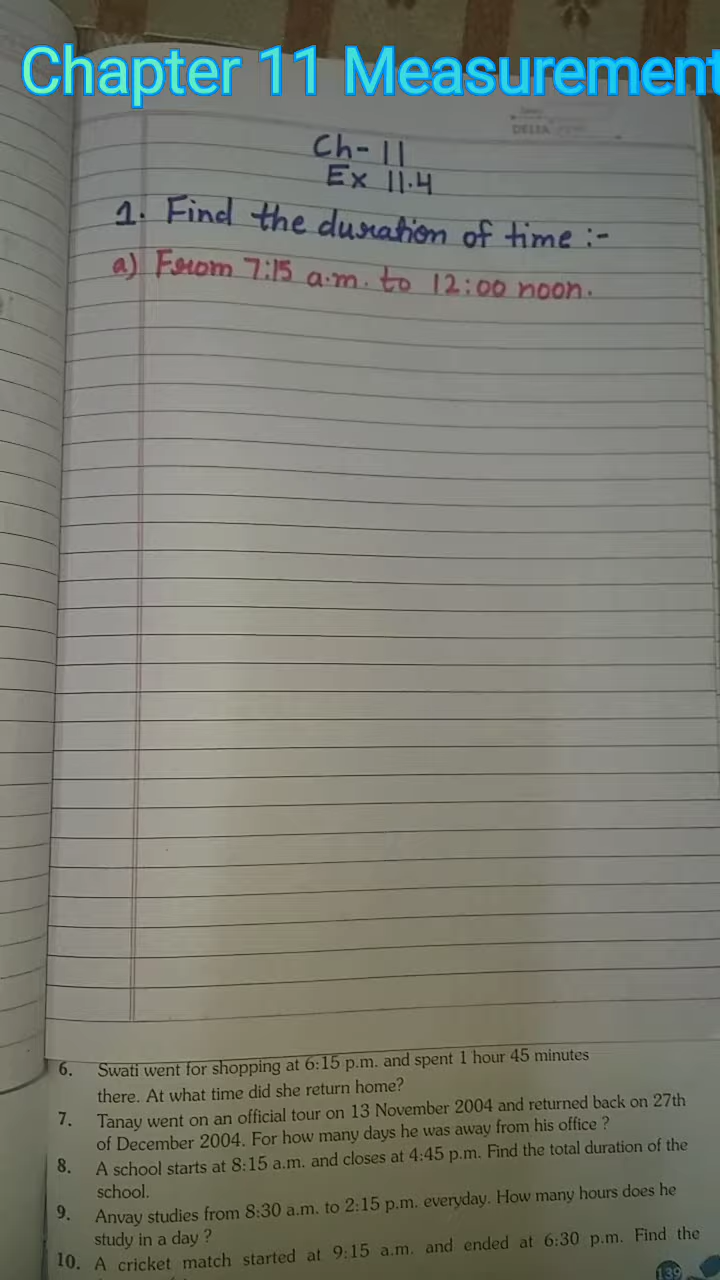 Chapter 11 Measurement
DELTA
Ch-11
Ex 11.4
1. Find the duration of time :-
a) From 7:15 a.m. to 12:00 noon.
6. Swati went for shopping at 6:15 p.m. and spent 1 hour 45 minutes
there. At what time did she return home?
7. Tanay went on an official tour on 13 November 2004 and returned back on 27th
of December 2004. For how many days he was away from his office ?
8. A school starts at 8:15 a.m. and closes at 4:45 p.m. Find the total duration of the
school.
9. Anvay studies from 8:30 a.m. to 2:15 p.m. everyday. How many hours does he
study in a day ?
10. A cricket match started at 9:15 a.m. and ended at 6:30 p.m. Find the
139